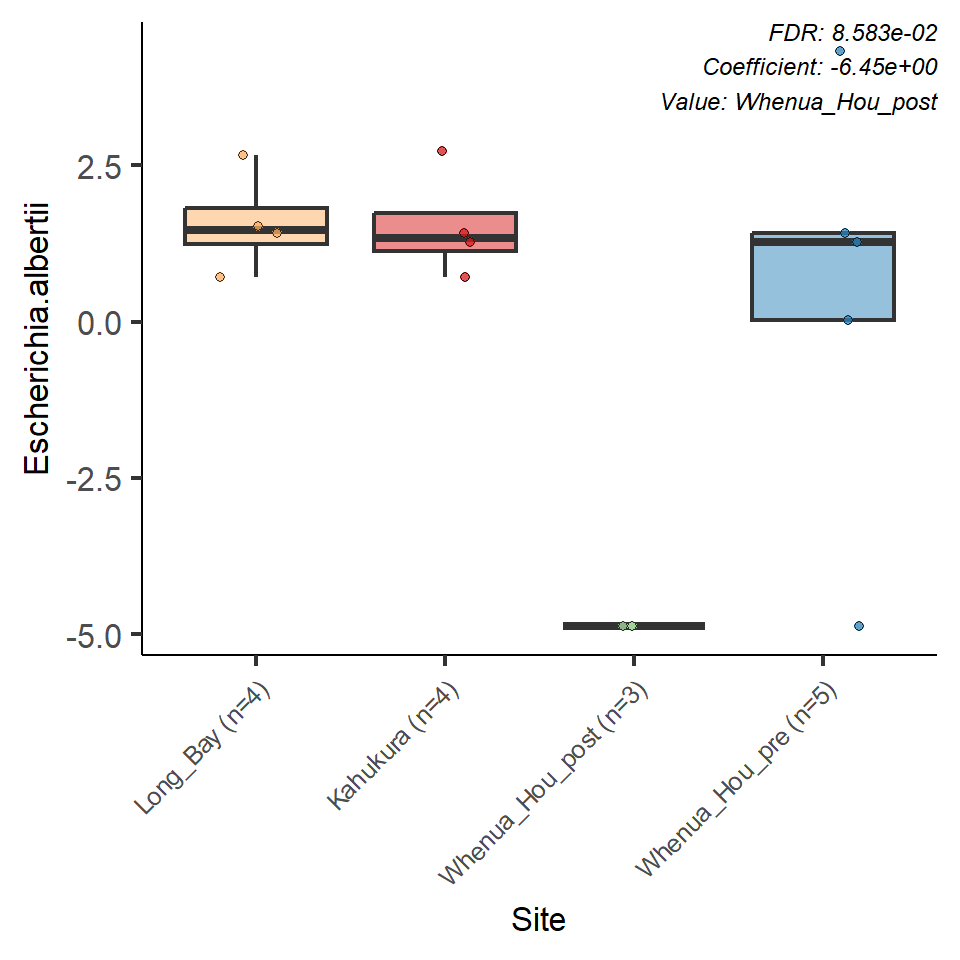 FDR: 8.583e-02
Coefficient: -6.45e+00
Value: Whenua_Hou_post
Escherichia.albertii
2.5
0.0
-2.5
-5.0
Long_Bay (n=4)
Kahukura (n=4)
Whenua_Hou_post (n=3)
Whenua_Hou_pre (n=5)
Site